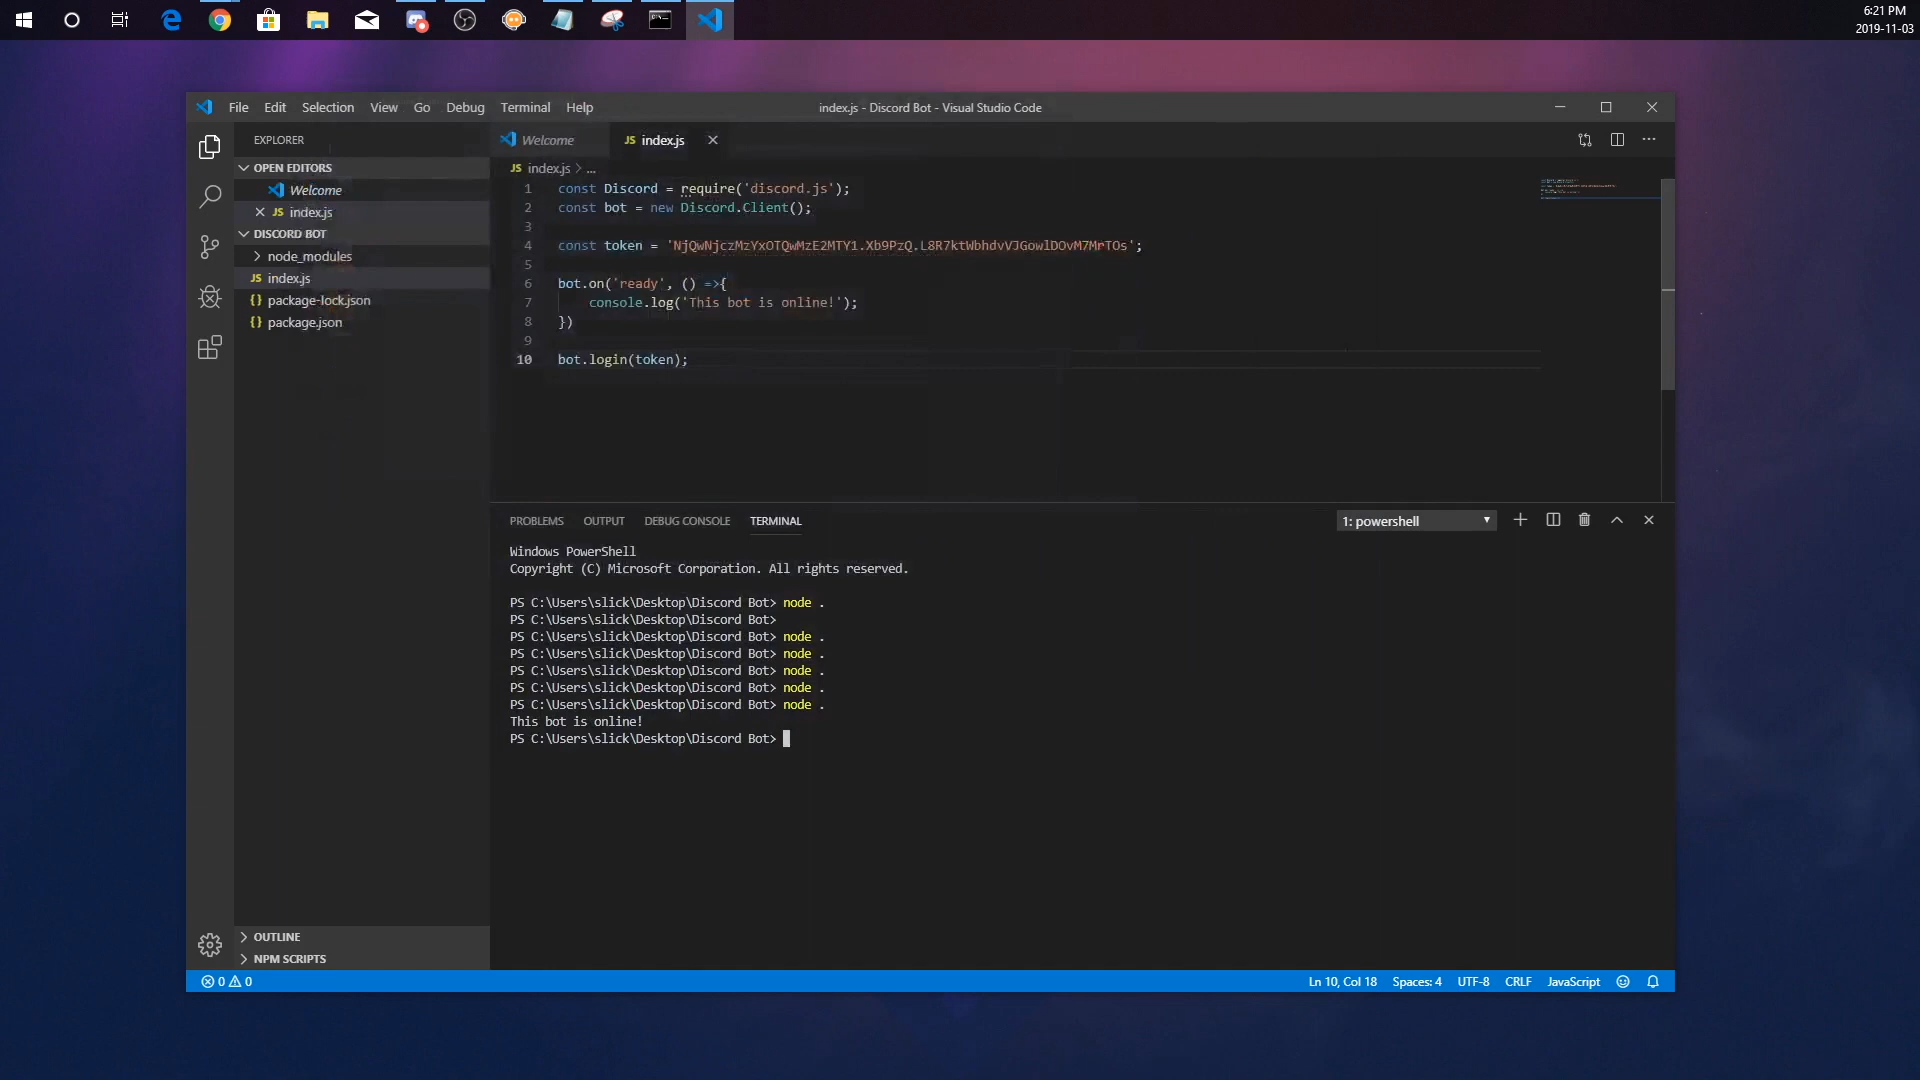 6:21 PM
2019-11-03
File Edit Selection View Go Debug Terminal Help
index.js - Discord Bot - Visual Studio Code
EXPLORER
OPEN EDITORS
Welcome
JS index.js
DISCORD BOT
node_modules
JS index.js
{} package-lock.json
{} package.json
OUTLINE
NPM SCRIPTS
Welcome
JS index.js
JS index.js > ...
1 const Discord = require('discord.js');
2 const bot = new Discord.Client();
3
4 const token = 'NjQwNjczMzYxOTQwMzE2MTY1.Xb9PzQ.L8R7ktWbhdvVJGowlDOvM7MrTOs';
5
6 bot.on('ready', () =>{
7 console.log('This bot is online!');
8 })
9
10 bot.login(token);
PROBLEMS OUTPUT DEBUG CONSOLE TERMINAL
1: powershell
Windows PowerShell
Copyright (C) Microsoft Corporation. All rights reserved.
PS C:\Users\slick\Desktop\Discord Bot> node .
PS C:\Users\slick\Desktop\Discord Bot>
PS C:\Users\slick\Desktop\Discord Bot> node .
PS C:\Users\slick\Desktop\Discord Bot> node .
PS C:\Users\slick\Desktop\Discord Bot> node .
PS C:\Users\slick\Desktop\Discord Bot> node .
PS C:\Users\slick\Desktop\Discord Bot> node .
This bot is online!
PS C:\Users\slick\Desktop\Discord Bot>
0 0
Ln 10, Col 18 Spaces: 4 UTF-8 CRLF JavaScript